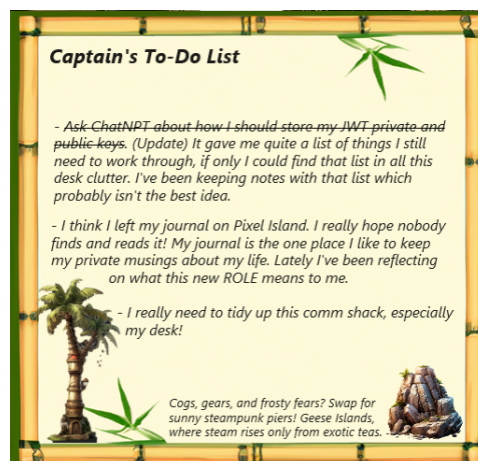 Captain's To-Do List
- Ask ChatNPT about how I should store my JWT private and
public keys. (Update) It gave me quite a list of things I still
need to work through, if only I could find that list in all this
desk clutter. I've been keeping notes with that list which
probably isn't the best idea.
- I think I left my journal on Pixel Island. I really hope nobody
finds and reads it! My journal is the one place I like to keep
my private musings about my life. Lately I've been reflecting
on what this new ROLE means to me.
- I really need to tidy up this comm shack, especially
my desk!
Cogs, gears, and frosty fears? Swap for
sunny steampunk piers! Geese Islands,
where steam rises only from exotic teas.